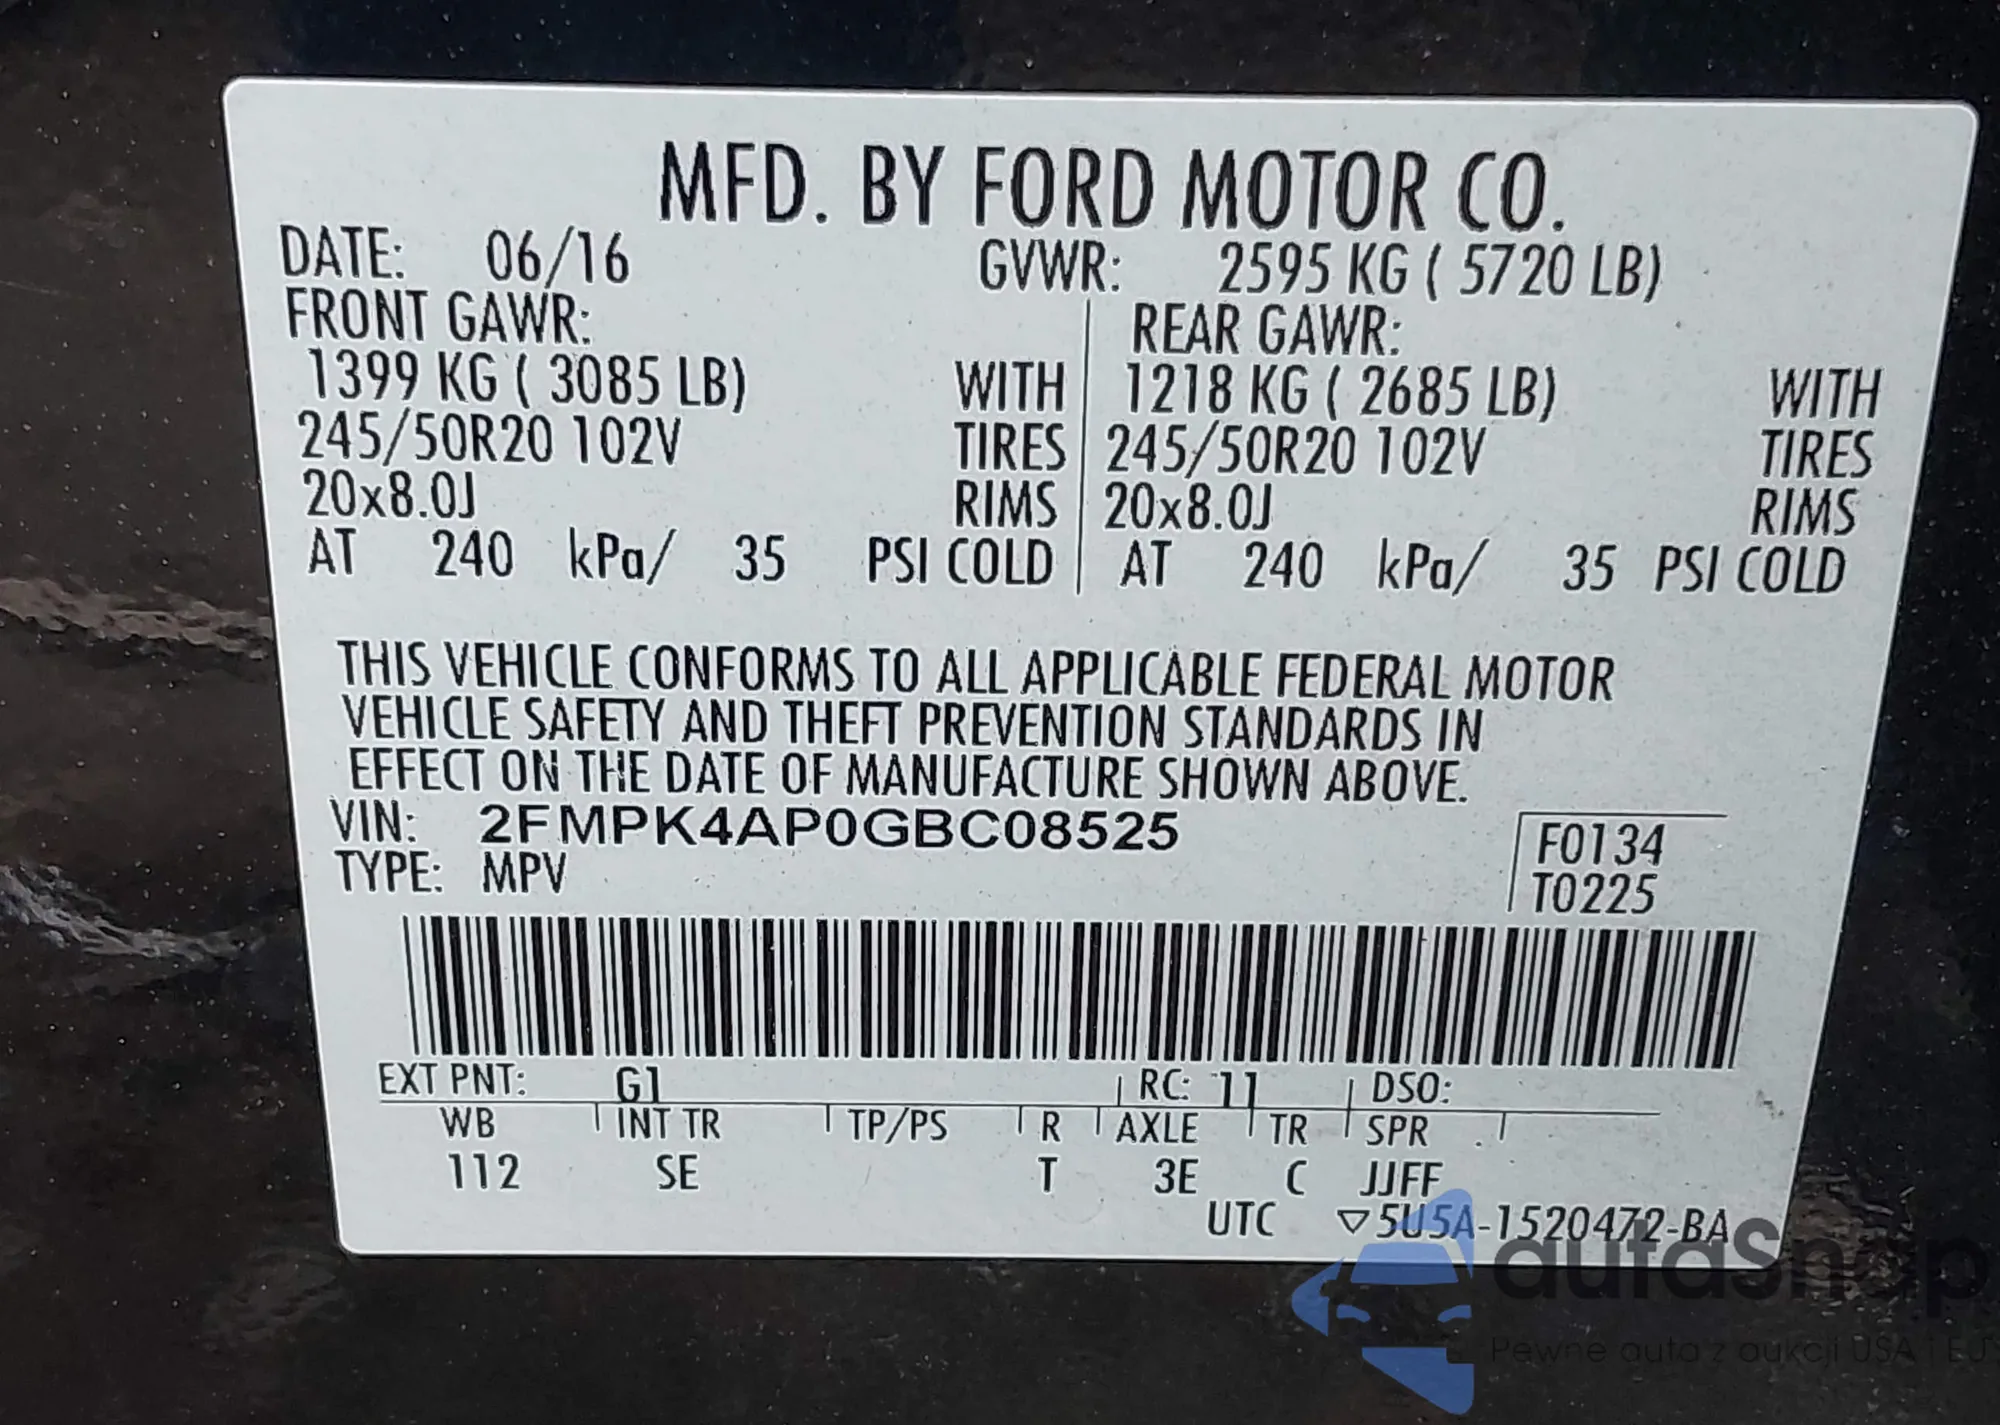 MFD. BY FORD MOTOR CO.
DATE: 06/16 GVWR: 2595 KG ( 5720 LB)
FRONT GAWR: REAR GAWR:
1399 KG ( 3085 LB) WITH 1218 KG ( 2685 LB) WITH
245/50R20 102V TIRES 245/50R20 102V TIRES
20x8.0J RIMS 20x8.0J RIMS
AT 240 kPa/ 35 PSI COLD AT 240 kPa/ 35 PSI COLD
THIS VEHICLE CONFORMS TO ALL APPLICABLE FEDERAL MOTOR
VEHICLE SAFETY AND THEFT PREVENTION STANDARDS IN
EFFECT ON THE DATE OF MANUFACTURE SHOWN ABOVE.
VIN: 2FMPK4AP0GBC08525
TYPE: MPV
F0134
T0225
EXT PNT: G1 RC: 11 DSO:
WB INT TR TP/PS R AXLE TR SPR
112 SE T 3E C JJFF
UTC ▽5U5A-1520472-BA
autasnap
Pewne auta z aukcji USA i EU